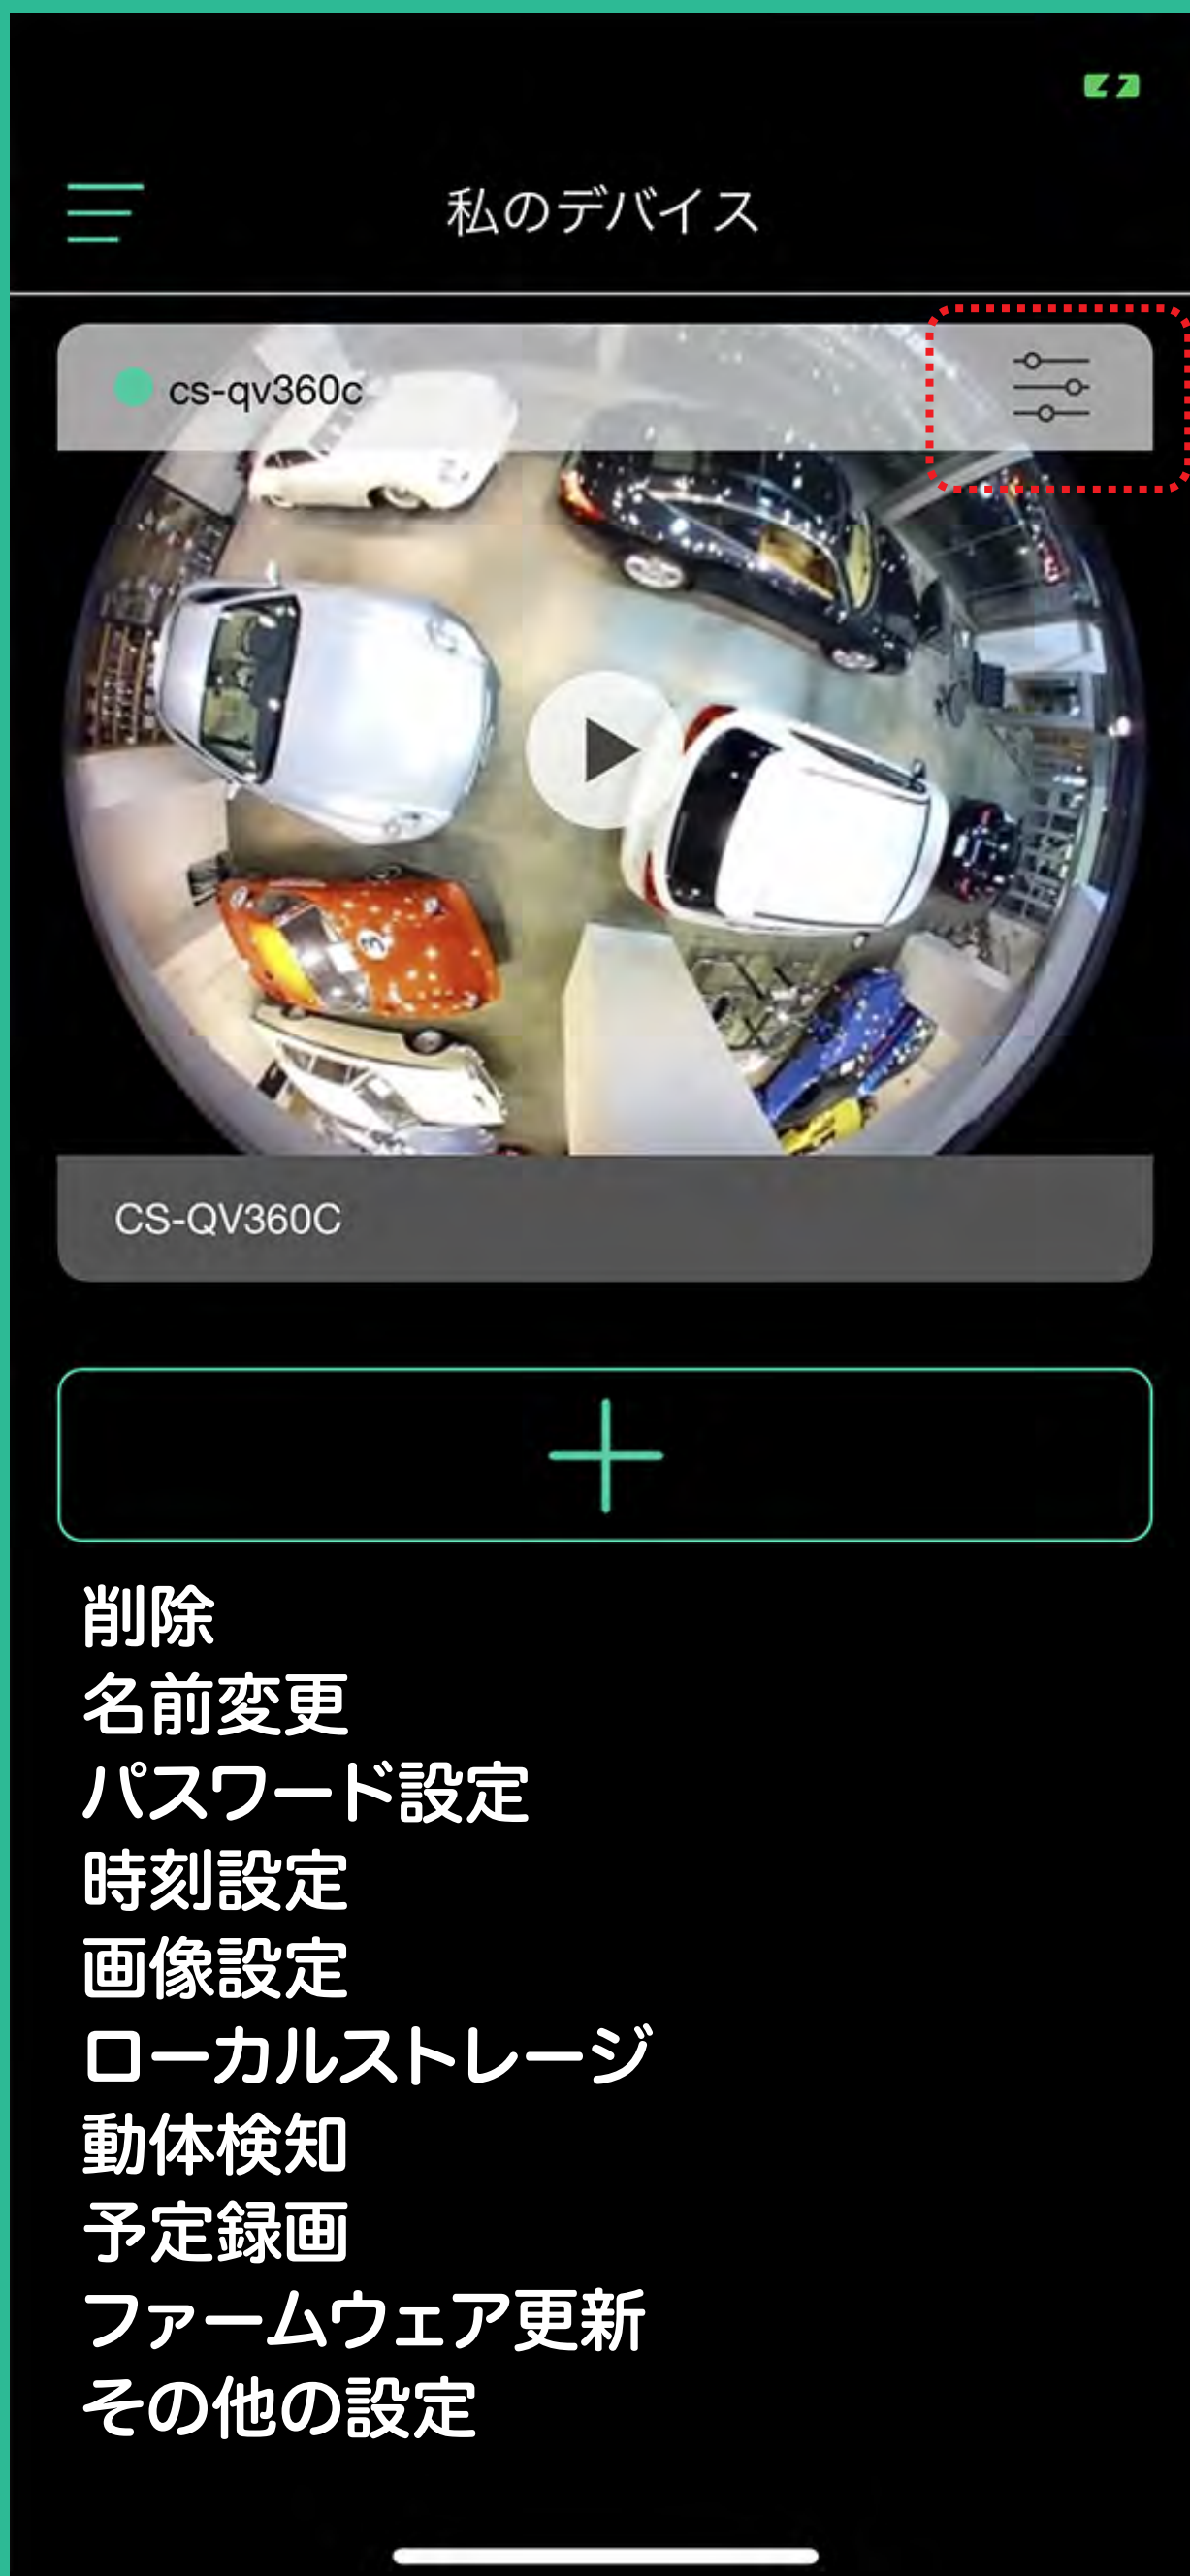 私のデバイス
cs-qv360c
CS-QV360C
削除
名前変更
パスワード設定
時刻設定
画像設定
ローカルストレージ
動体検知
予定録画
ファームウェア更新
その他の設定